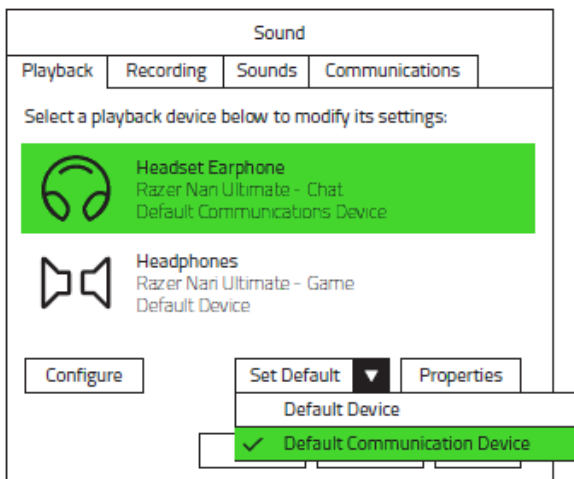 Sound
Playback Recording Sounds Communications
Select a playback device below to modify its settings:
Headset Earphone
Razer Nari Ultimate - Chat
Default Communications Device
Headphones
Razer Nari Ultimate - Game
Default Device
Configure Set Default Properties
Default Device
Default Communication Device